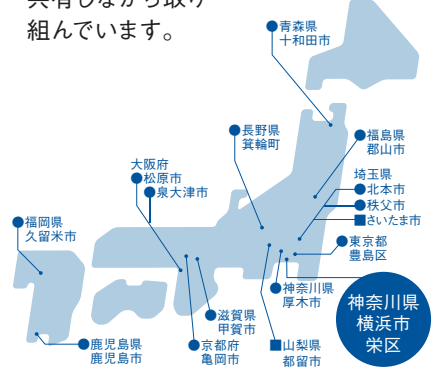 共有しながら取り
組んでいます。
●青森県
十和田市
●長野県
箕輪町
●福島県
郡山市
大阪府
●松原市
●泉大津市
埼玉県
●北本市
●秩父市
■さいたま市
●福岡県
久留米市
●東京都
豊島区
●神奈川県
厚木市
神奈川県
横浜市
栄区
●滋賀県
甲賀市
●鹿児島県
鹿児島市
●京都府
亀岡市
■山梨県
都留市